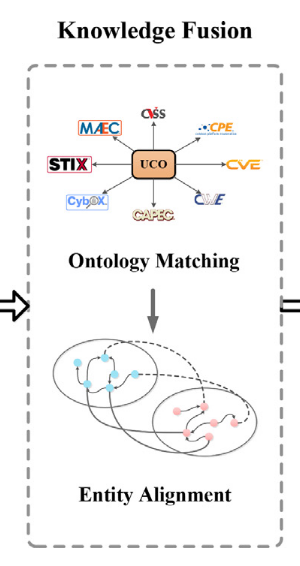 Knowledge Fusion
CVSS
MAEC
CPE
STIX
UCO
CVE
CybOX
CWE
CAPEC
Ontology Matching
Entity Alignment